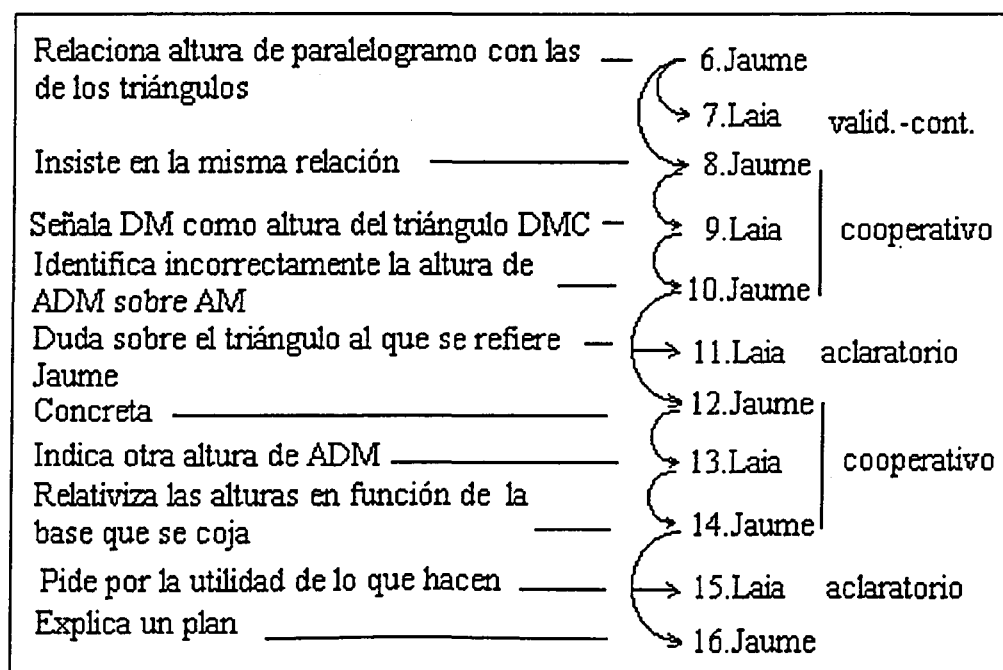 Relaciona altura de paralelogramo con las
de los triángulos
6.Jaume
7.Laia
valid.-cont.
Insiste en la misma relación
8.Jaume
Señala DM como altura del triángulo DMC
9.Laia
cooperativo
Identifica incorrectamente la altura de
ADM sobre AM
10.Jaume
Duda sobre el triángulo al que se refiere
Jaume
11.Laia
aclaratorio
Concreta
12.Jaume
Indica otra altura de ADM
13.Laia
cooperativo
Relativiza las alturas en función de la
base que se coja
14.Jaume
Pide por la utilidad de lo que hacen
15.Laia
aclaratorio
Explica un plan
16.Jaume